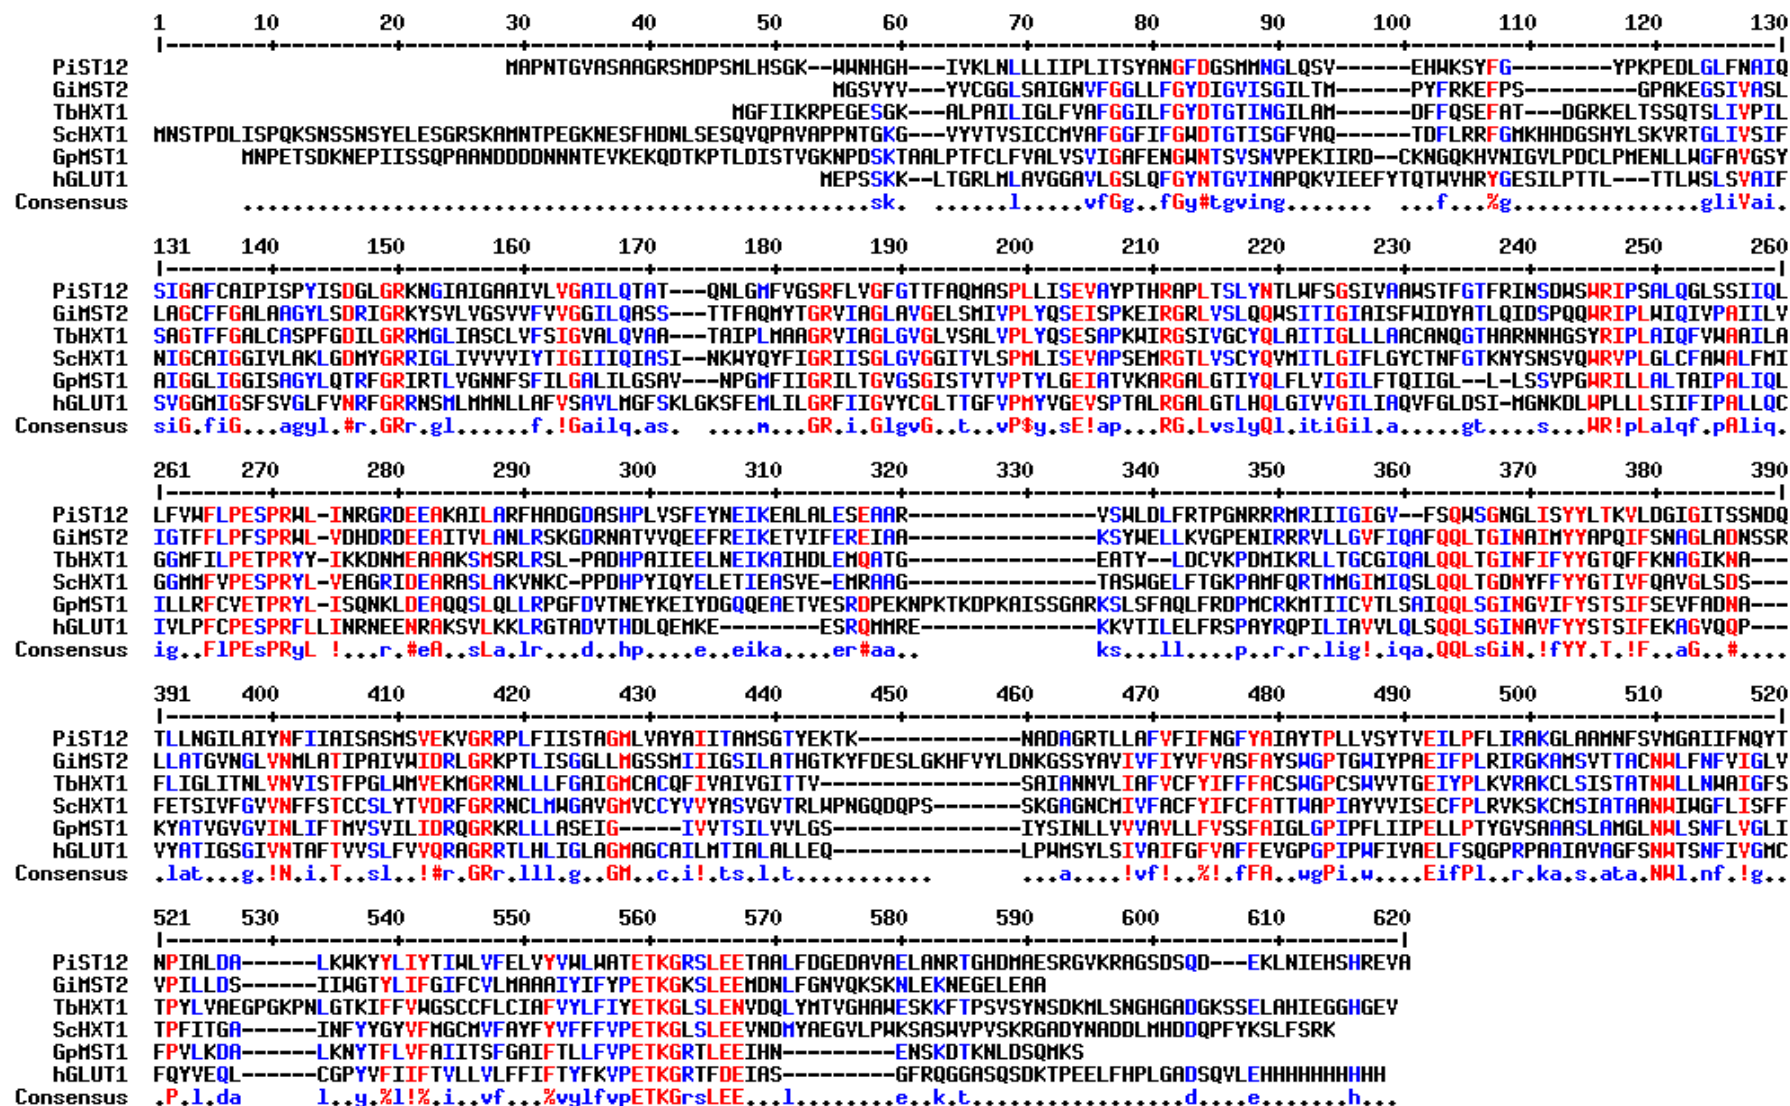 1 10 20 30 40 50 60 70 80 90 100 110 120 130
|--------+---------+---------+---------+---------+---------+---------+---------+---------+---------+---------+---------+---------|
PiST12 MAPNTGVASAAGRSMDPSMLHSGK--WWNHGH---IVKLNLLLIIPLITSYANGFDGSMMNGLQSV------EHWKSYFG--------YPKPEDLGLFNAIQ
GiMST2 MGSVYV---YVCGGLSAIGNVFGGLLFGYDIGVISGILTM------PYFRKEFPS------GPAKEGSIVASL
TbHXT1 MGFIIKRPEGESGK---ALPAILIGLFVAFGGILFGYDTGTINGILAM------DFFQSEFAT---DGRKELTSSQTSLIVPIL
ScHXT1 MNSTPDLISPQKSNSSNSYELESGRSKAMNTPEGKNESFHDNLSESQVQPAVAPPNTGKG---VYVTVSICCMVAFGGFIFGWDTGTISGFVAQ------TDFLRRFGMKHHDGSHYLSKVRTGLIVSIF
GpMST1 MNPETSDKNEPIISSQPAANDDDDNNNTEVKEKQDTKPTLDISTVGKNPDSKTAALPTFCLFVALVSVIGAFENGWNTSVSNVPEKIIRD--CKNGQKHVNIGVLPDCLPMENLLWGFAVGSY
hGLUT1 MEPSSKK--LTGRLMLAVGGAVLGSLQFGYNTGVINAPQKVIEEFYTQTWVHRYGESILPTTL---TTLWSLSVAIF
Consensus ..................................................sk. ......l.....vfGg..fGy#tgving....... ..f...%g...............gliVai.
131 140 150 160 170 180 190 200 210 220 230 240 250 260
|--------+---------+---------+---------+---------+---------+---------+---------+---------+---------+---------+---------+---------|
PiST12 SIGAFCAIPISPYISDGLGRKNGIAIGAAIVLVGAILQTAT---QNLGMFVGSRFLVGFGTTFAQMASPLLISEVAYPTHRAPLTSLYNTLWFSGSIVAAWSTFGTFRINSDWSWRIPSALQGLSSIIQL
GiMST2 LAGCFFGALAAGYLSDRIGRKYSVLVGSVVFVVGGILQASS---TTFAQMYTGRVIAGLAVGELSMIVPLYQSEISPKEIRGRLVSLQQWSITIGIAISFWIDYATLQIDSPQQWRIPLWIQIVPAIILV
TbHXT1 SAGTFFGALCASPFGDILGRRMGLIASCLVFSIGVALQVAA---TAIPLMAAGRVIAGLGVGLVSALVPLYQSESAPKWIRGSIVGCYQLAITIGLLLAACANQGTHARNNHGSYRIPLAIQFVWAAILA
ScHXT1 NIGCAIGGIVLAKLGDMYGRRIGLIVVVVIYTIGIIIQIASI---NKWYQYFIGRIISGLGVGGITVLSPMLISEVAPSEMRGTLVSCYQVMITLGIFLGYCTNFGTKNYSNSVQWRVPLGLCFAWALFMI
GpMST1 AIGGLIGGISAGYLQTRFGRIRTLVGNNFSFILGALILGSAV---NPGMFIIGRILTGVGSGISTVTVPTYLGEIATVKARGALGTIYQLFLVIGILFTQIIGL--L-LSSVPGWRILLALTAIPALIQL
hGLUT1 SVGGMIGSFSVGLFVNRFGRRNSMLMMNLLAFVSAVLMGFSKLGKSFEMLILGRFIIGVYCGLTTGFVPMYVGEVSPTALRGALGTLHQLGIVVGILIAQVFGLDSI-MGNKDLWPLLLSIIFIPALLQC
Consensus siG.fiG...agyl.#r.GRr.gl......f.!Gailq.as. ....m...GR.i.GlgvG..t..vP$y.sE!ap...RG.LvslyQl.itiGil.a.....gt....s...WR!pLalqf.pAliq.
261 270 280 290 300 310 320 330 340 350 360 370 380 390
|--------+---------+---------+---------+---------+---------+---------+---------+---------+---------+---------+---------+---------|
PiST12 LFVWFLPESPRWL-INRGRDEEAKAILARFHADGDASHPLVSFEYNEIKEALALESEAAR---------------VSWLDLFRTPGNRRRMRIIIGIGV--FSQWSGNGLISYYLTKVLDGIGITSSNDQ
GiMST2 IGTFFLPFSPRWL-VDHDRDEEAITVLANLRSKGDRNATVVQEEFREIKETVIFEREIAA---------------KSYWELLKVGPENIRRRVLLGVFIQAFQQLTGINAIMYYAPQIFSNAGLADNSSR
TbHXT1 GGMFILPETPRYY-IKKDNMEAAAKSMSRLRSL-PADHPAIIEELNEIKAIHDLEMQATG---------------EATY--LDCVKPDMIKRLLTGCGIQALQQLTGINFIFYYGTQFFKNAGIKNA---
ScHXT1 GGMMFVPESPRYL-VEAGRIDEARASLAKVNKC-PPDHPYIQYELETIEASVE-EMRAAG---------------TASWGELFTGKPAMFQRTMMGIMIQSLQQLTGDNYFFYYGTIVFQAVGLSDS---
GpMST1 ILLRFCVETPRYL-ISQNKLDEAQQSLQLLRPGFDVTNEYKEIYDGQQEAETVESRDPEKNPKTKDPKAISSGARKSLSFAQLFRDPMCRKMTIICVTLSAIQQLSGINGVIFYSTSIFSEVFADNA---
hGLUT1 IVLPFCPESPRFLLINRNEENRAKSVLKKLRGTADVTHDLQEMKE--------ESRQMMRE--------------KKVTILELFRSPAYRQPILIAVVLQLSQQLSGINAVFYYSTSIFEKAGVQQP---
Consensus ig..FlPEsPRyL !...r.#eA..sLa.lr...d..hp....e..eika....er#aa.. ks...ll....p..r.r.lig!.iqa.QQLsGiN.!fYY.T.!F..aG..#....
391 400 410 420 430 440 450 460 470 480 490 500 510 520
|--------+---------+---------+---------+---------+---------+---------+---------+---------+---------+---------+---------+---------|
PiST12 TLLNGILAIYNFIIAISASMSVEKVGRRPLFIISTAGMLVAYAIITAMSGTYEKTK-------------NADAGRTLLAFVFIFNGFYAIAYTPLLVSYTVEILPFLIRAKGLAAMNFSVMGAIIFNQYT
GiMST2 LLATGVNGLVNMLATIPAIVWIDRLGRKPTLISGGLLMGSSMIIIGSILATHGTKYFDESLGKHFVYLDNKGSSYAVIVFIYVFVASFAYSWGPTGWIYPAEIFPLRIRGKAMSVTTACNWLFNFVIGLV
TbHXT1 FLIGLITNLVNVISTFPGLWMVEKMGRRNLLLFGAIGMCACQFIVAIVGITTV----------------SAIANNVLIAFVCFYIFFFACSWGPCSWVVTGEIYPLKVRAKCLSISTATNWLLNWAIGFS
ScHXT1 FETSIVFGVVNFFSTCCSLYTVDRFGRRNCLMWGAVGMVCCYVVYASVGVTRLWPNGQDQPS-------SKGAGNCMIVFACFYIFCFATTWAPIAYVVISECFPLRVKSKCMSIATAANWIWGFLISFF
GpMST1 KYATVGVGVINLIFTMVSVILIDRQGRKRLLLASEIG-----IVVTSILVVLGS---------------IYSINLLVVVAVLLFVSSFAIGLGPIPFLIIPELLPTYGVSAAASLAMGLNWLSNFLVGLI
hGLUT1 VYATIGSGIVNTAFTVVSLFVVQRAGRRTLHLIGLAGMAGCAILMTIALALLEQ---------------LPWMSYLSIVAIFGFVAFFEVGPGPIPWFIVAELFSQGPRPAAIAVAGFSNWTSNFIVGMC
Consensus .lat...g.!N.i.T..sl..!#r.GRr.lll.g..GM..c.i!.ts.l.t........... ...a....!vf!..%!.fFA..wgPi.w....EifPl..r.ka.s.ata.NWl.nf.!g..
521 530 540 550 560 570 580 590 600 610 620
|--------+---------+---------+---------+---------+---------+---------+---------+---------+---------|
PiST12 NPIALDA------LKWKYYLIYTIWLVFELVYVWLWATETKGRSLEETAALFDGEDAVAELANRTGHDMAESRGVKRAGSDSQD---EKLNIEHSHREVA
GiMST2 VPILLDS------IIWGTYLIFGIFCVLMAAAIYIFYPETKGKSLEEMDNLFGNVQKSKNLEKNEGELEAA
TbHXT1 TPYLVAEGPGKPNLGTKIFFVWGSCCFLCIAFVYLFIYETKGLSLENVDQLYMTVGHAWESKKFTPSVSYNSDKMLSNGHGADGKSSELAHIEGGHGEV
ScHXT1 TPFITGA------INFYYGYVFMGCMVFAYFYVFFFVPETKGLSLEEVNDMYAEGVLPWKSASWVPVSKRGADYNADDLMHDDQPFYKSLFSRK
GpMST1 FPVLKDA------LKNYTFLVFAIITSFGAIFTLLFVPETKGRTLEEIHN---------ENSKDTKNLDSQMKS
hGLUT1 FQYVEQL------CGPYVFIIFTVLLVLFFIFTYFKVPETKGRTFDEIAS---------GFRQGGASQSDKTPEELFHPLGADSQVLEHHHHHHHHHH
Consensus .P.l.da l..y.%l!%.i..vf...%vylfvpETKGrsLEE...l.........e..k.t.................d....e.......h...